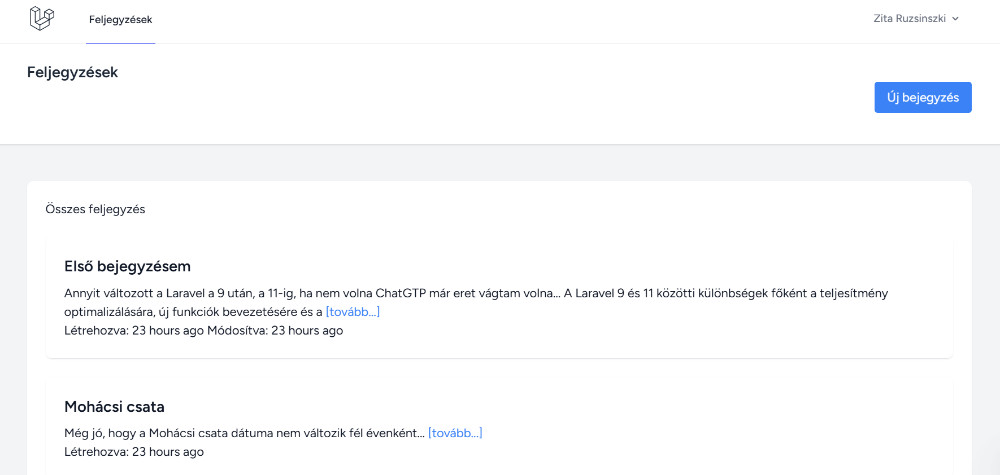 Feljegyzések
Zita Ruzsinszki
Feljegyzések
Új bejegyzés
Összes feljegyzés
Első bejegyzésem
Annyit változott a Laravel a 9 után, a 11-ig, ha nem volna ChatGTP már eret vágtam volna... A Laravel 9 és 11 közötti különbségek főként a teljesítmény
optimalizálására, új funkciók bevezetésére és a [tovább...]
Létrehozva: 23 hours ago Módosítva: 23 hours ago
Mohácsi csata
Még jó, hogy a Mohácsi csata dátuma nem változik fél évenként... [tovább...]
Létrehozva: 23 hours ago